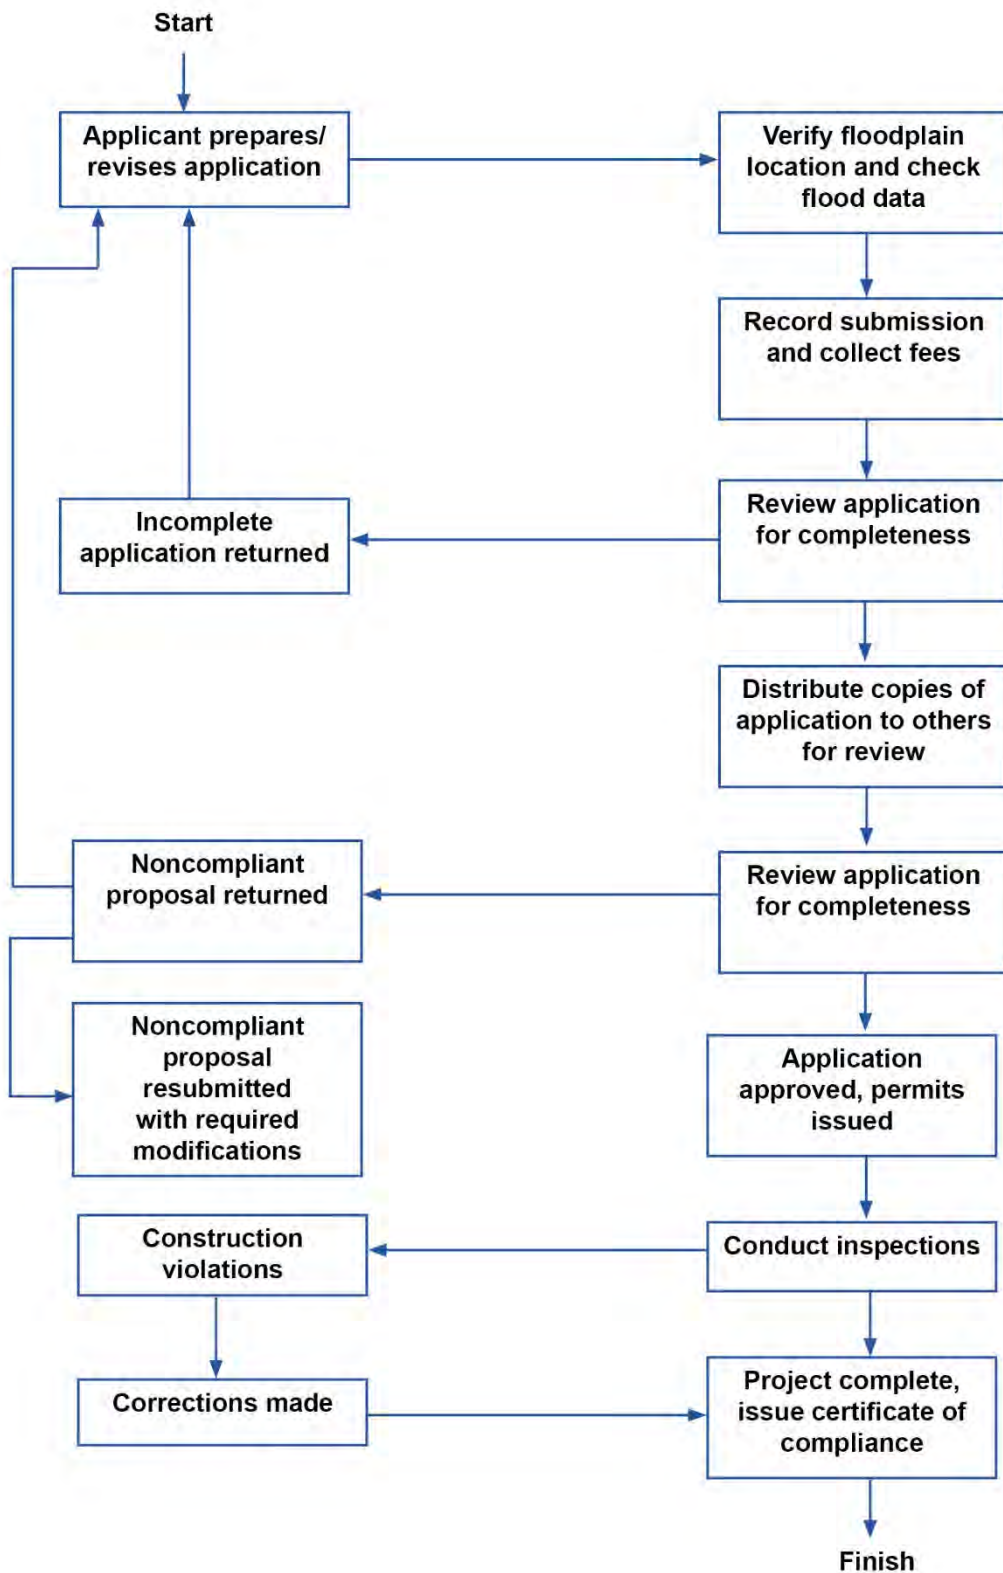 Start
Applicant prepares/
revises application
Verify floodplain
location and check
flood data
Record submission
and collect fees
Incomplete
application returned
Review application
for completeness
Distribute copies of
application to others
for review
Noncompliant
proposal returned
Review application
for completeness
Noncompliant
proposal
resubmitted
with required
modifications
Application
approved, permits
issued
Construction
violations
Conduct inspections
Corrections made
Project complete,
issue certificate of
compliance
Finish